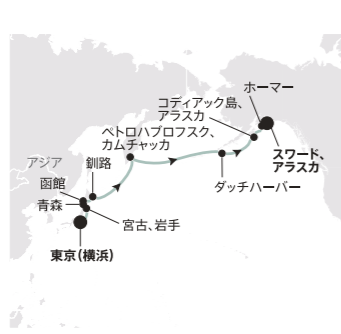 ホーマー
コディアック島、
アラスカ
ペトロハブロフスク、
カムチャッカ
スワード、
アラスカ
アジア
釧路
ダッチハーバー
函館
青森
宮古、岩手
東京(横浜)